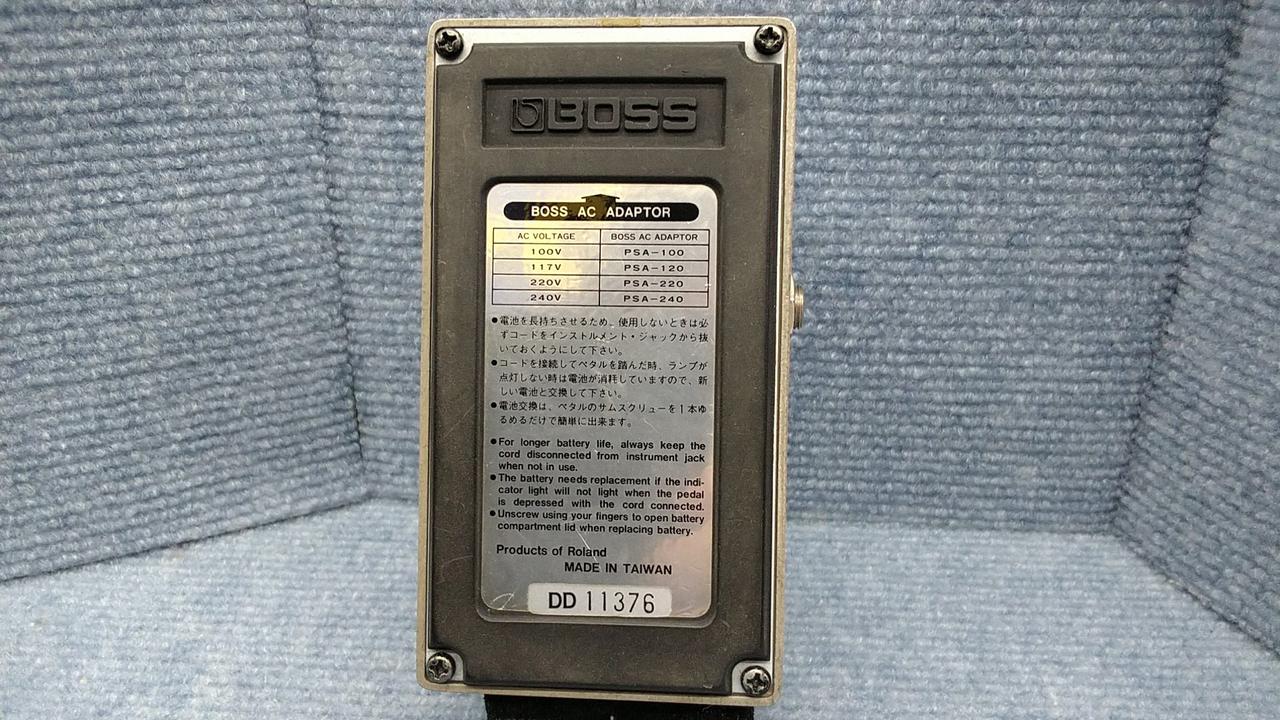 BOSS
BOSS AC ADAPTOR
AC VOLTAGE BOSS AC ADAPTOR
100V PSA-100
117V PSA-120
220V PSA-220
240V PSA-240
●電池を長持ちさせるため、使用しないときは必
ずコードをインストルメント・ジャックから抜
いておくようにして下さい。
●コードを接続してペタルを踏んだ時、ランプが
点灯しない時は電池が消耗していますので、新
しい電池と交換して下さい。
●電池交換は、ペタルのサムスクリューを1本ゆ
るめるだけで簡単に出来ます。
●For longer battery life, always keep the
cord disconnected from instrument jack
when not in use.
●The battery needs replacement if the indi-
cator light will not light when the pedal
is depressed with the cord connected.
●Unscrew using your fingers to open battery
compartment lid when replacing battery.
Products of Roland
MADE IN TAIWAN
DD 11376